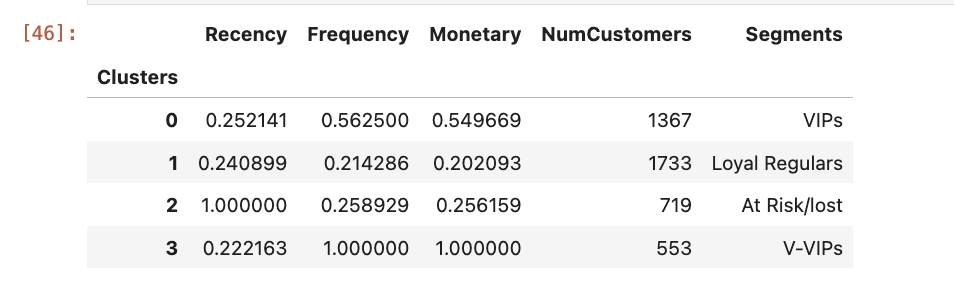 [46]: Recency Frequency Monetary NumCustomers Segments
Clusters
0 0.252141 0.562500 0.549669 1367 VIPs
1 0.240899 0.214286 0.202093 1733 Loyal Regulars
2 1.000000 0.258929 0.256159 719 At Risk/lost
3 0.222163 1.000000 1.000000 553 V-VIPs